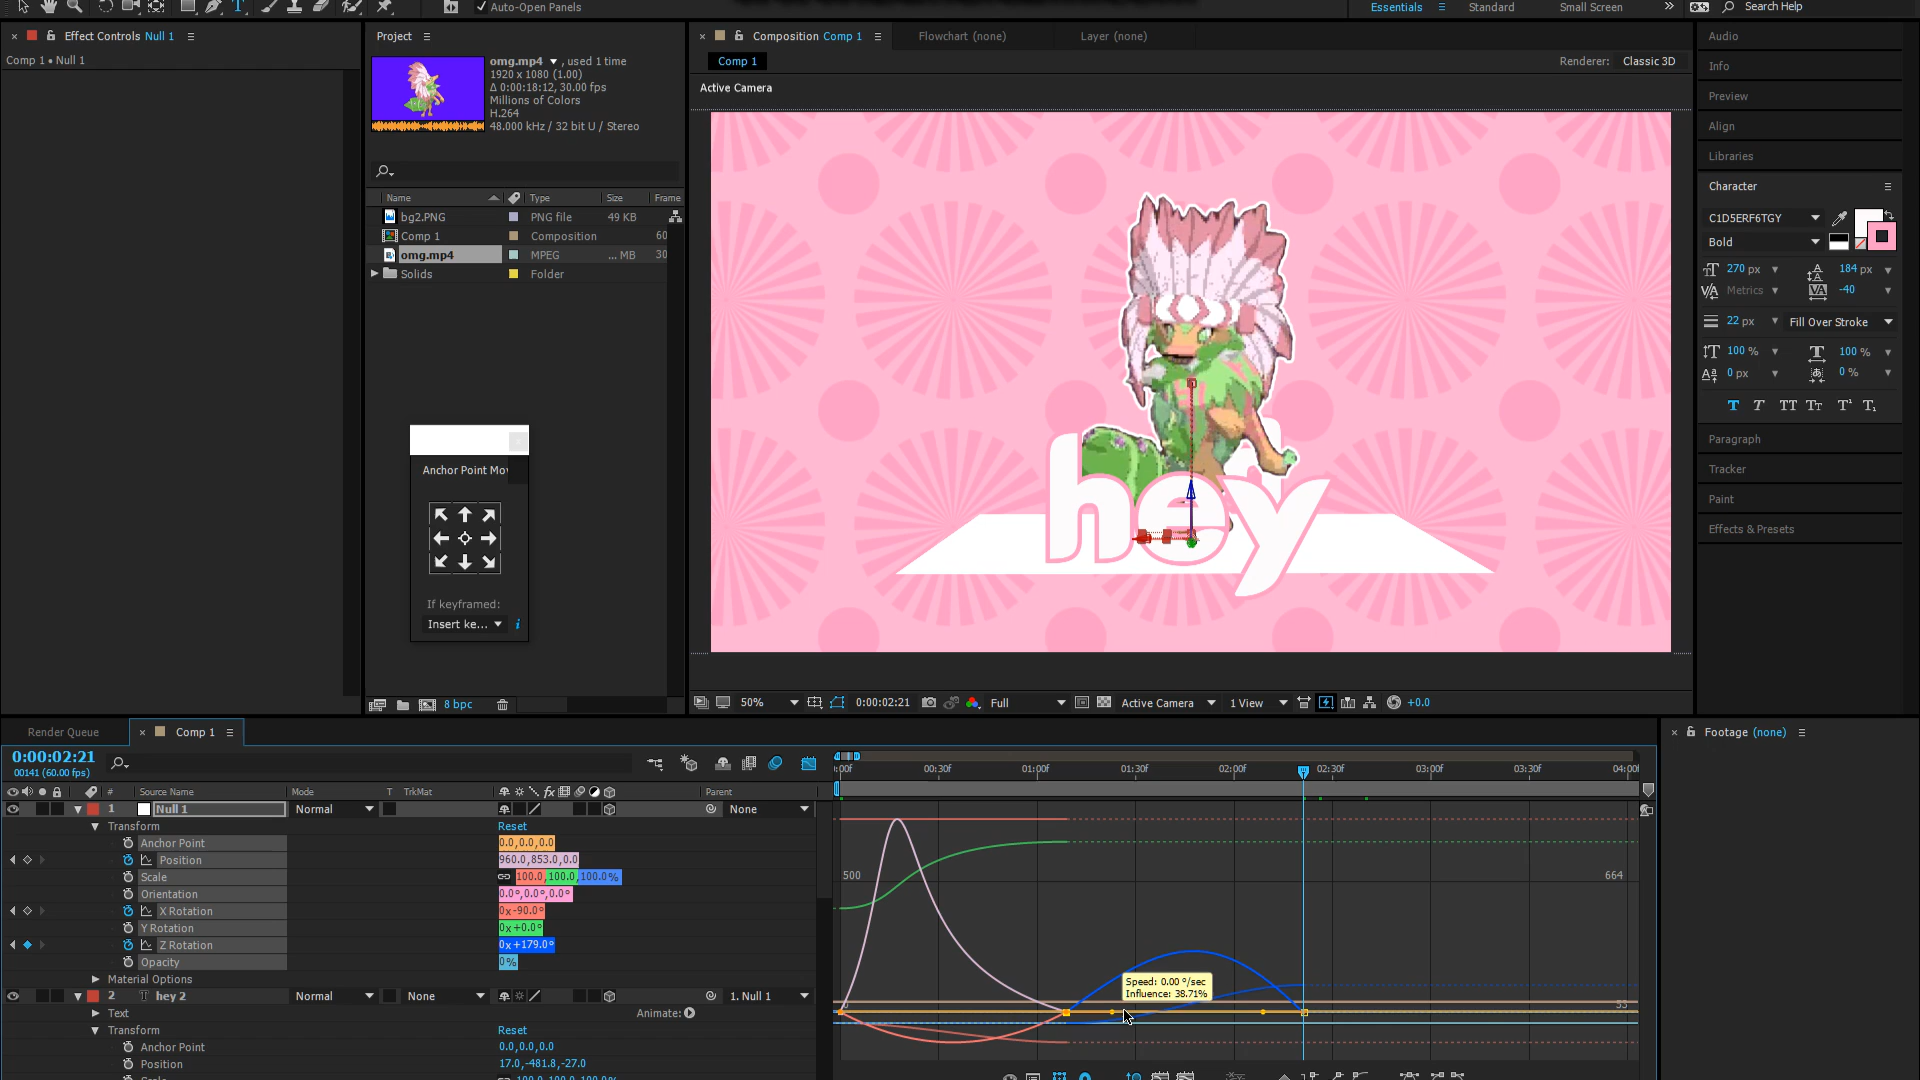 Auto-Open Panels
Essentials
Standard
Small Screen
Search Help
Effect Controls Null 1
Comp 1 • Null 1
Project
omg.mp4 , used 1 time
1920 x 1080 (1.00)
Δ 0:00:18:12, 30.00 fps
Millions of Colors
H.264
48.000 kHz / 32 bit U / Stereo
Name
Type
Size
Frame
bg2.PNG
PNG file
49 KB
Comp 1
Composition
60
omg.mp4
MPEG
... MB
30
Solids
Folder
Anchor Point Mov
If keyframed:
Insert ke...
8 bpc
Composition Comp 1
Flowchart (none)
Layer (none)
Comp 1
Renderer:
Classic 3D
Active Camera
hey
50%
0:00:02:21
Full
Active Camera
1 View
+0.0
Audio
Info
Preview
Align
Libraries
Character
C1D5ERF6TGY
Bold
270 px
184 px
Metrics
-40
22 px
Fill Over Stroke
100 %
100 %
0 px
0 %
Paragraph
Tracker
Paint
Effects & Presets
Render Queue
Comp 1
0:00:02:21
00141 (60.00 fps)
# Source Name
Mode
T TrkMat
Parent
1
Null 1
Normal
None
Transform
Reset
Anchor Point
0.0,0.0,0.0
Position
960.0,853.0,0.0
Scale
100.0,100.0,100.0%
Orientation
0.0°,0.0°,0.0°
X Rotation
0x-90.0°
Y Rotation
0x+0.0°
Z Rotation
0x+179.0°
Opacity
0%
Material Options
2
T hey 2
Normal
None
1. Null 1
Text
Animate:
Transform
Reset
Anchor Point
0.0,0.0,0.0
Position
17.0,-481.8,-27.0
:00f
00:30f
01:00f
01:30f
02:00f
02:30f
03:00f
03:30f
04:00f
500
664
Speed: 0.00 °/sec
Influence: 38.71%
Footage (none)